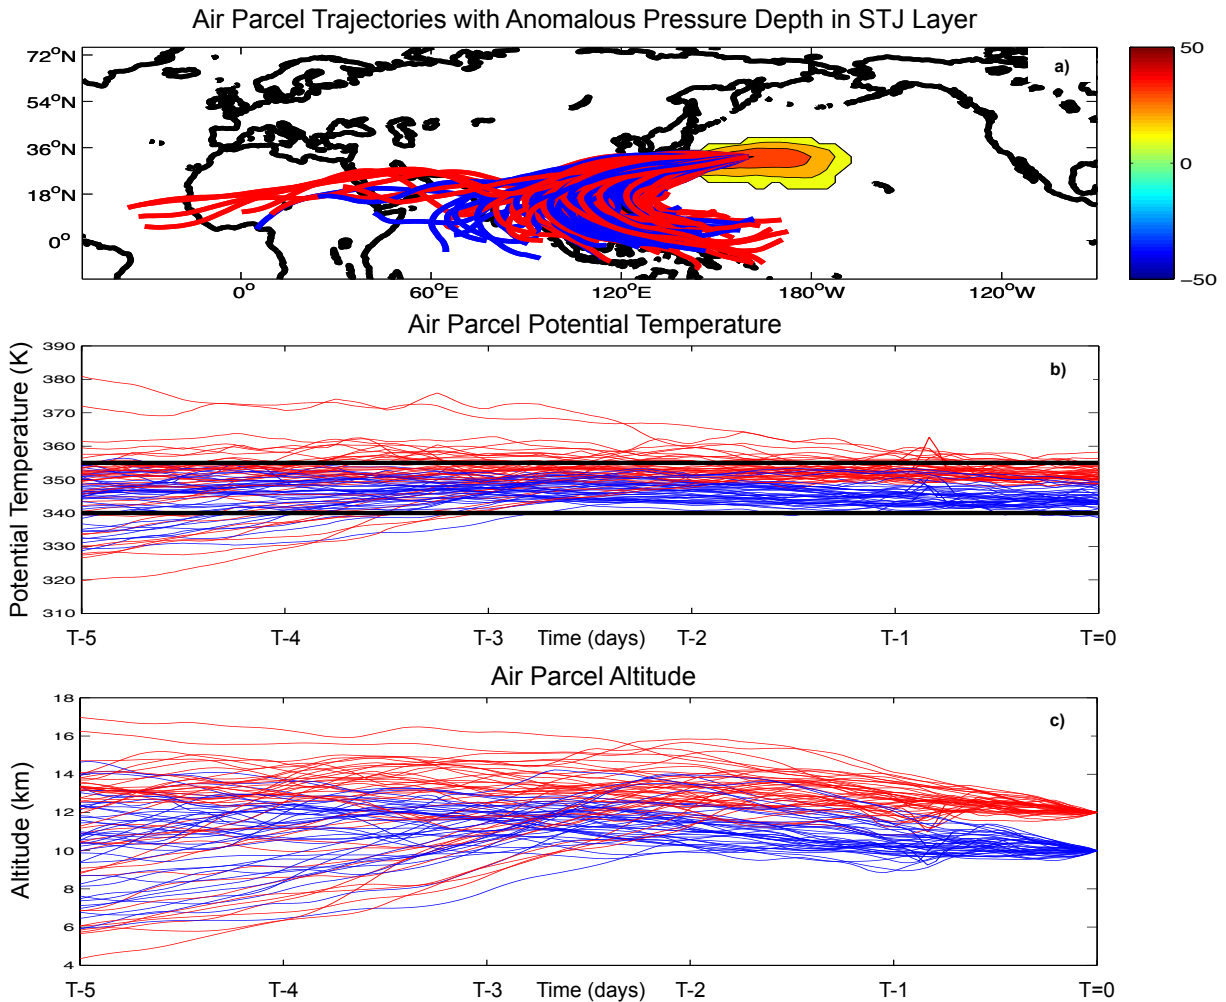 Air Parcel Trajectories with Anomalous Pressure Depth in STJ Layer
72°N
54°N
36°N
18°N
0°
a)
0°
60°E
120°E
180°W
120°W
50
0
−50
Air Parcel Potential Temperature
Potential Temperature (K)
390
380
370
360
350
340
330
320
310
b)
T-5
T-4
T-3
Time (days)
T-2
T-1
T=0
Air Parcel Altitude
Altitude (km)
18
16
14
12
10
8
6
4
c)
T-5
T-4
T-3
Time (days)
T-2
T-1
T=0